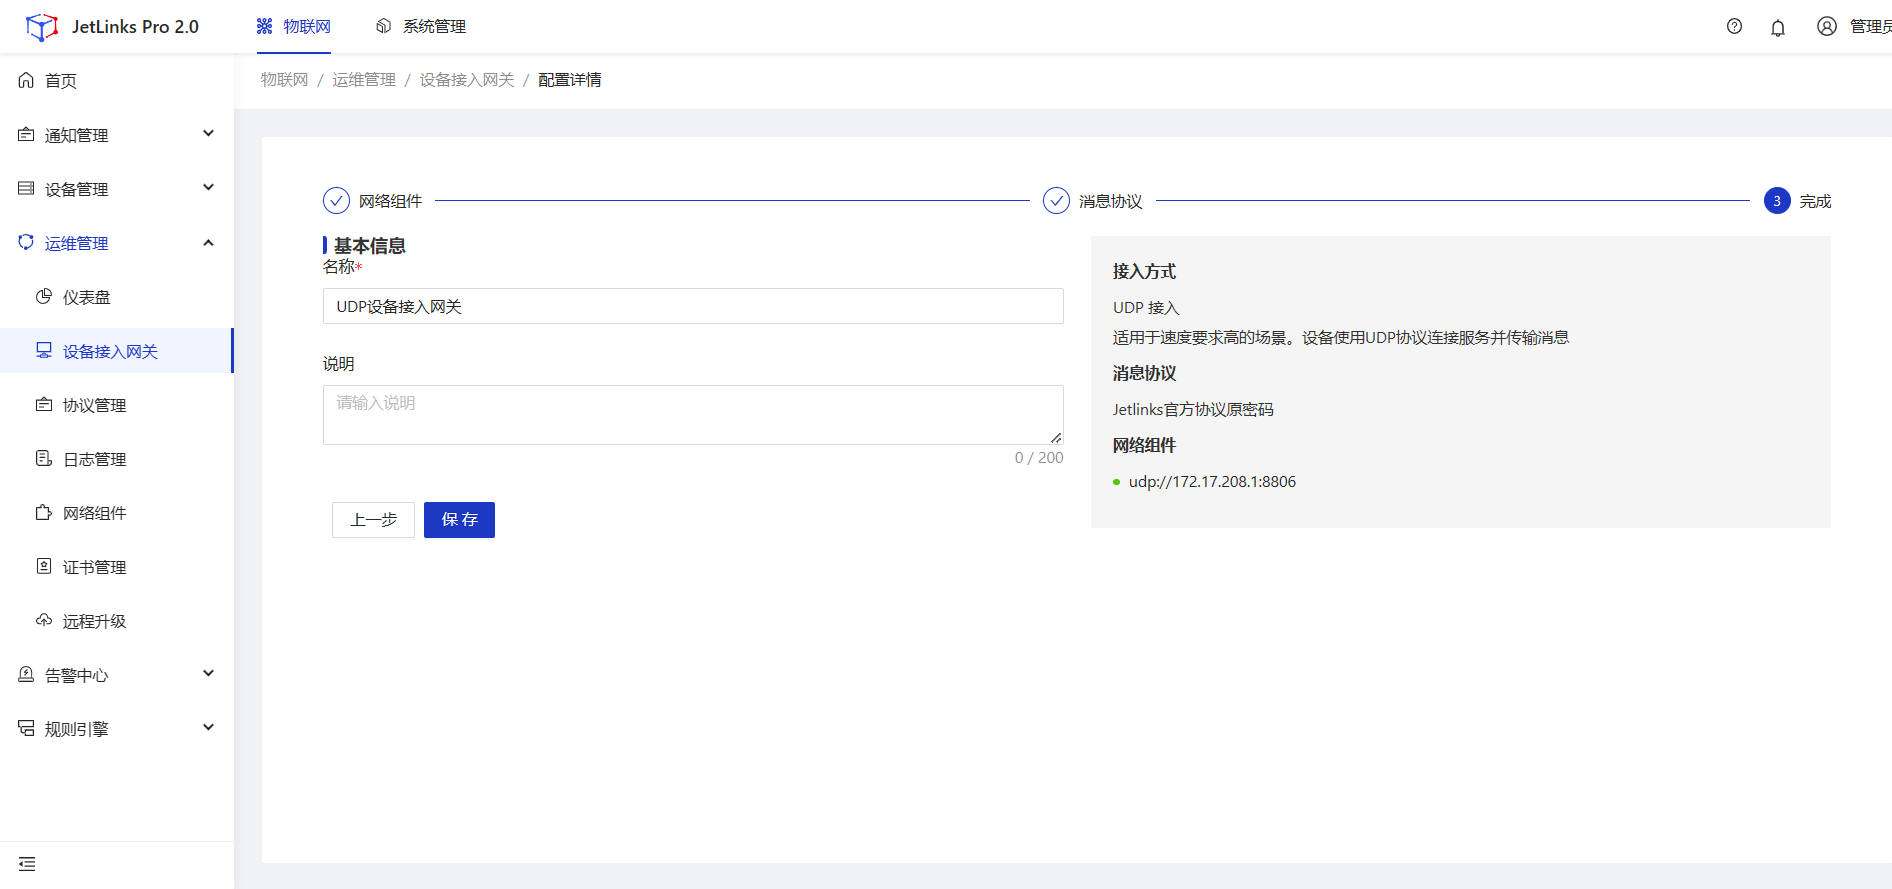 JetLinks Pro 2.0
物联网
系统管理
管理员
首页
通知管理
设备管理
运维管理
仪表盘
设备接入网关
协议管理
日志管理
网络组件
证书管理
远程升级
告警中心
规则引擎
物联网 / 运维管理 / 设备接入网关 / 配置详情
网络组件
消息协议
3 完成
基本信息
名称*
UDP设备接入网关
说明
请输入说明
0 / 200
上一步
保 存
接入方式
UDP 接入
适用于速度要求高的场景。设备使用UDP协议连接服务并传输消息
消息协议
Jetlinks官方协议原密码
网络组件
udp://172.17.208.1:8806